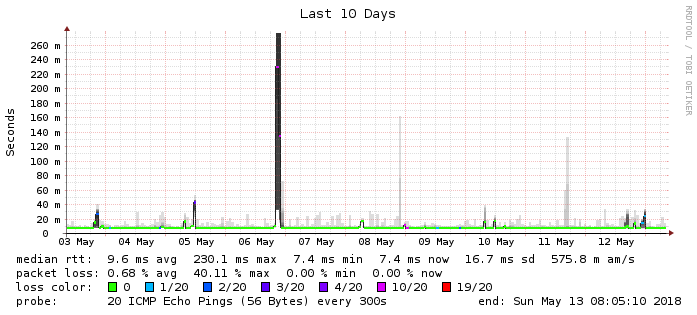 Last 10 Days
RRDTOOL / TOBI OETIKER
Seconds
260 m
240 m
220 m
200 m
180 m
160 m
140 m
120 m
100 m
80 m
60 m
40 m
20 m
0
03 May 04 May 05 May 06 May 07 May 08 May 09 May 10 May 11 May 12 May
median rtt: 9.6 ms avg 230.1 ms max 7.4 ms min 7.4 ms now 16.7 ms sd 575.8 m am/s
packet loss: 0.68 % avg 40.11 % max 0.00 % min 0.00 % now
loss color: 0 1/20 2/20 3/20 4/20 10/20 19/20
probe: 20 ICMP Echo Pings (56 Bytes) every 300s end: Sun May 13 08:05:10 2018